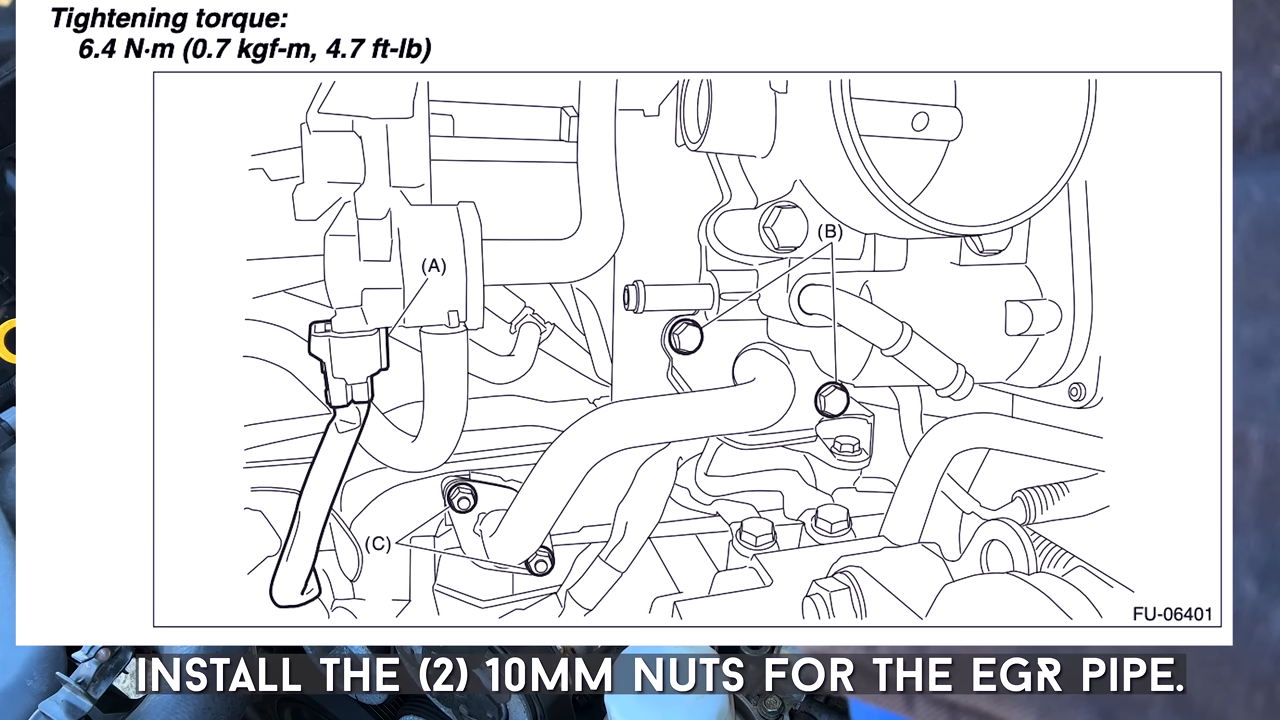 Tightening torque:
6.4 N·m (0.7 kgf-m, 4.7 ft-lb)
(B)
(A)
(C)
FU-06401
INSTALL THE (2) 10MM NUTS FOR THE EGR PIPE.